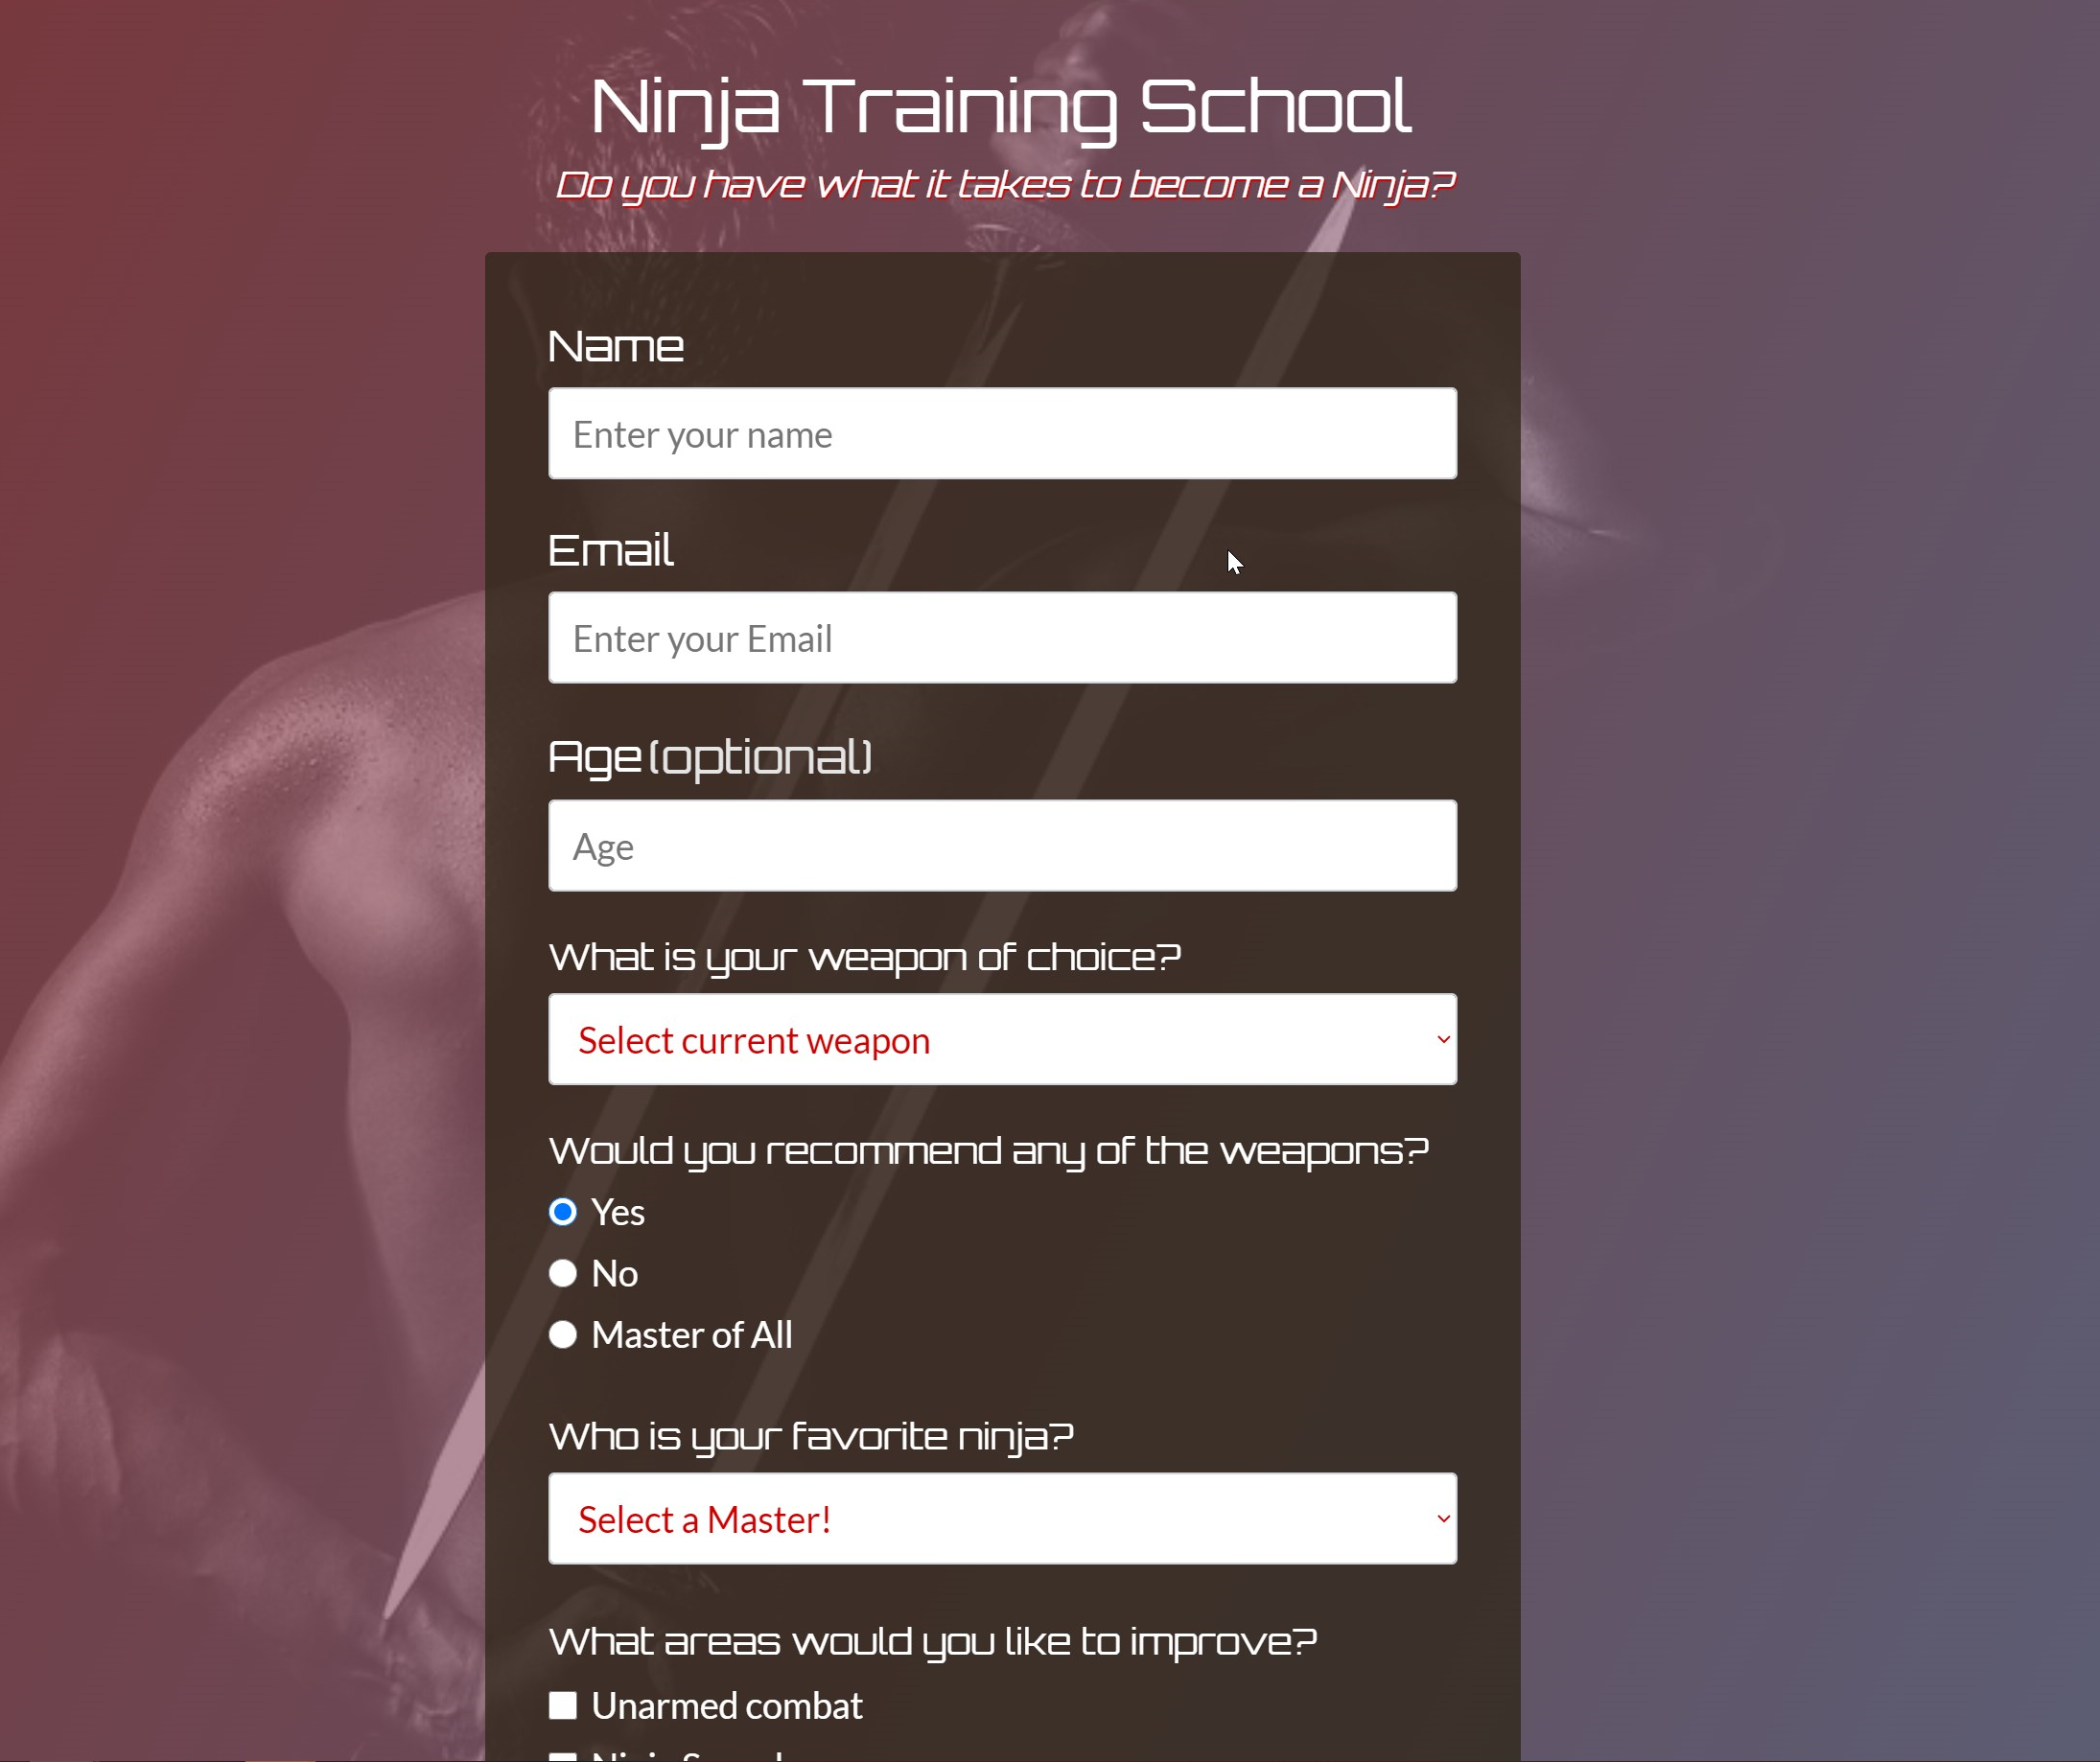 Ninja Training School
Do you have what it takes to become a Ninja?
Name
Enter your name
Email
Enter your Email
Age (optional)
Age
What is your weapon of choice?
Select current weapon
Would you recommend any of the weapons?
Yes
No
Master of All
Who is your favorite ninja?
Select a Master!
What areas would you like to improve?
Unarmed combat